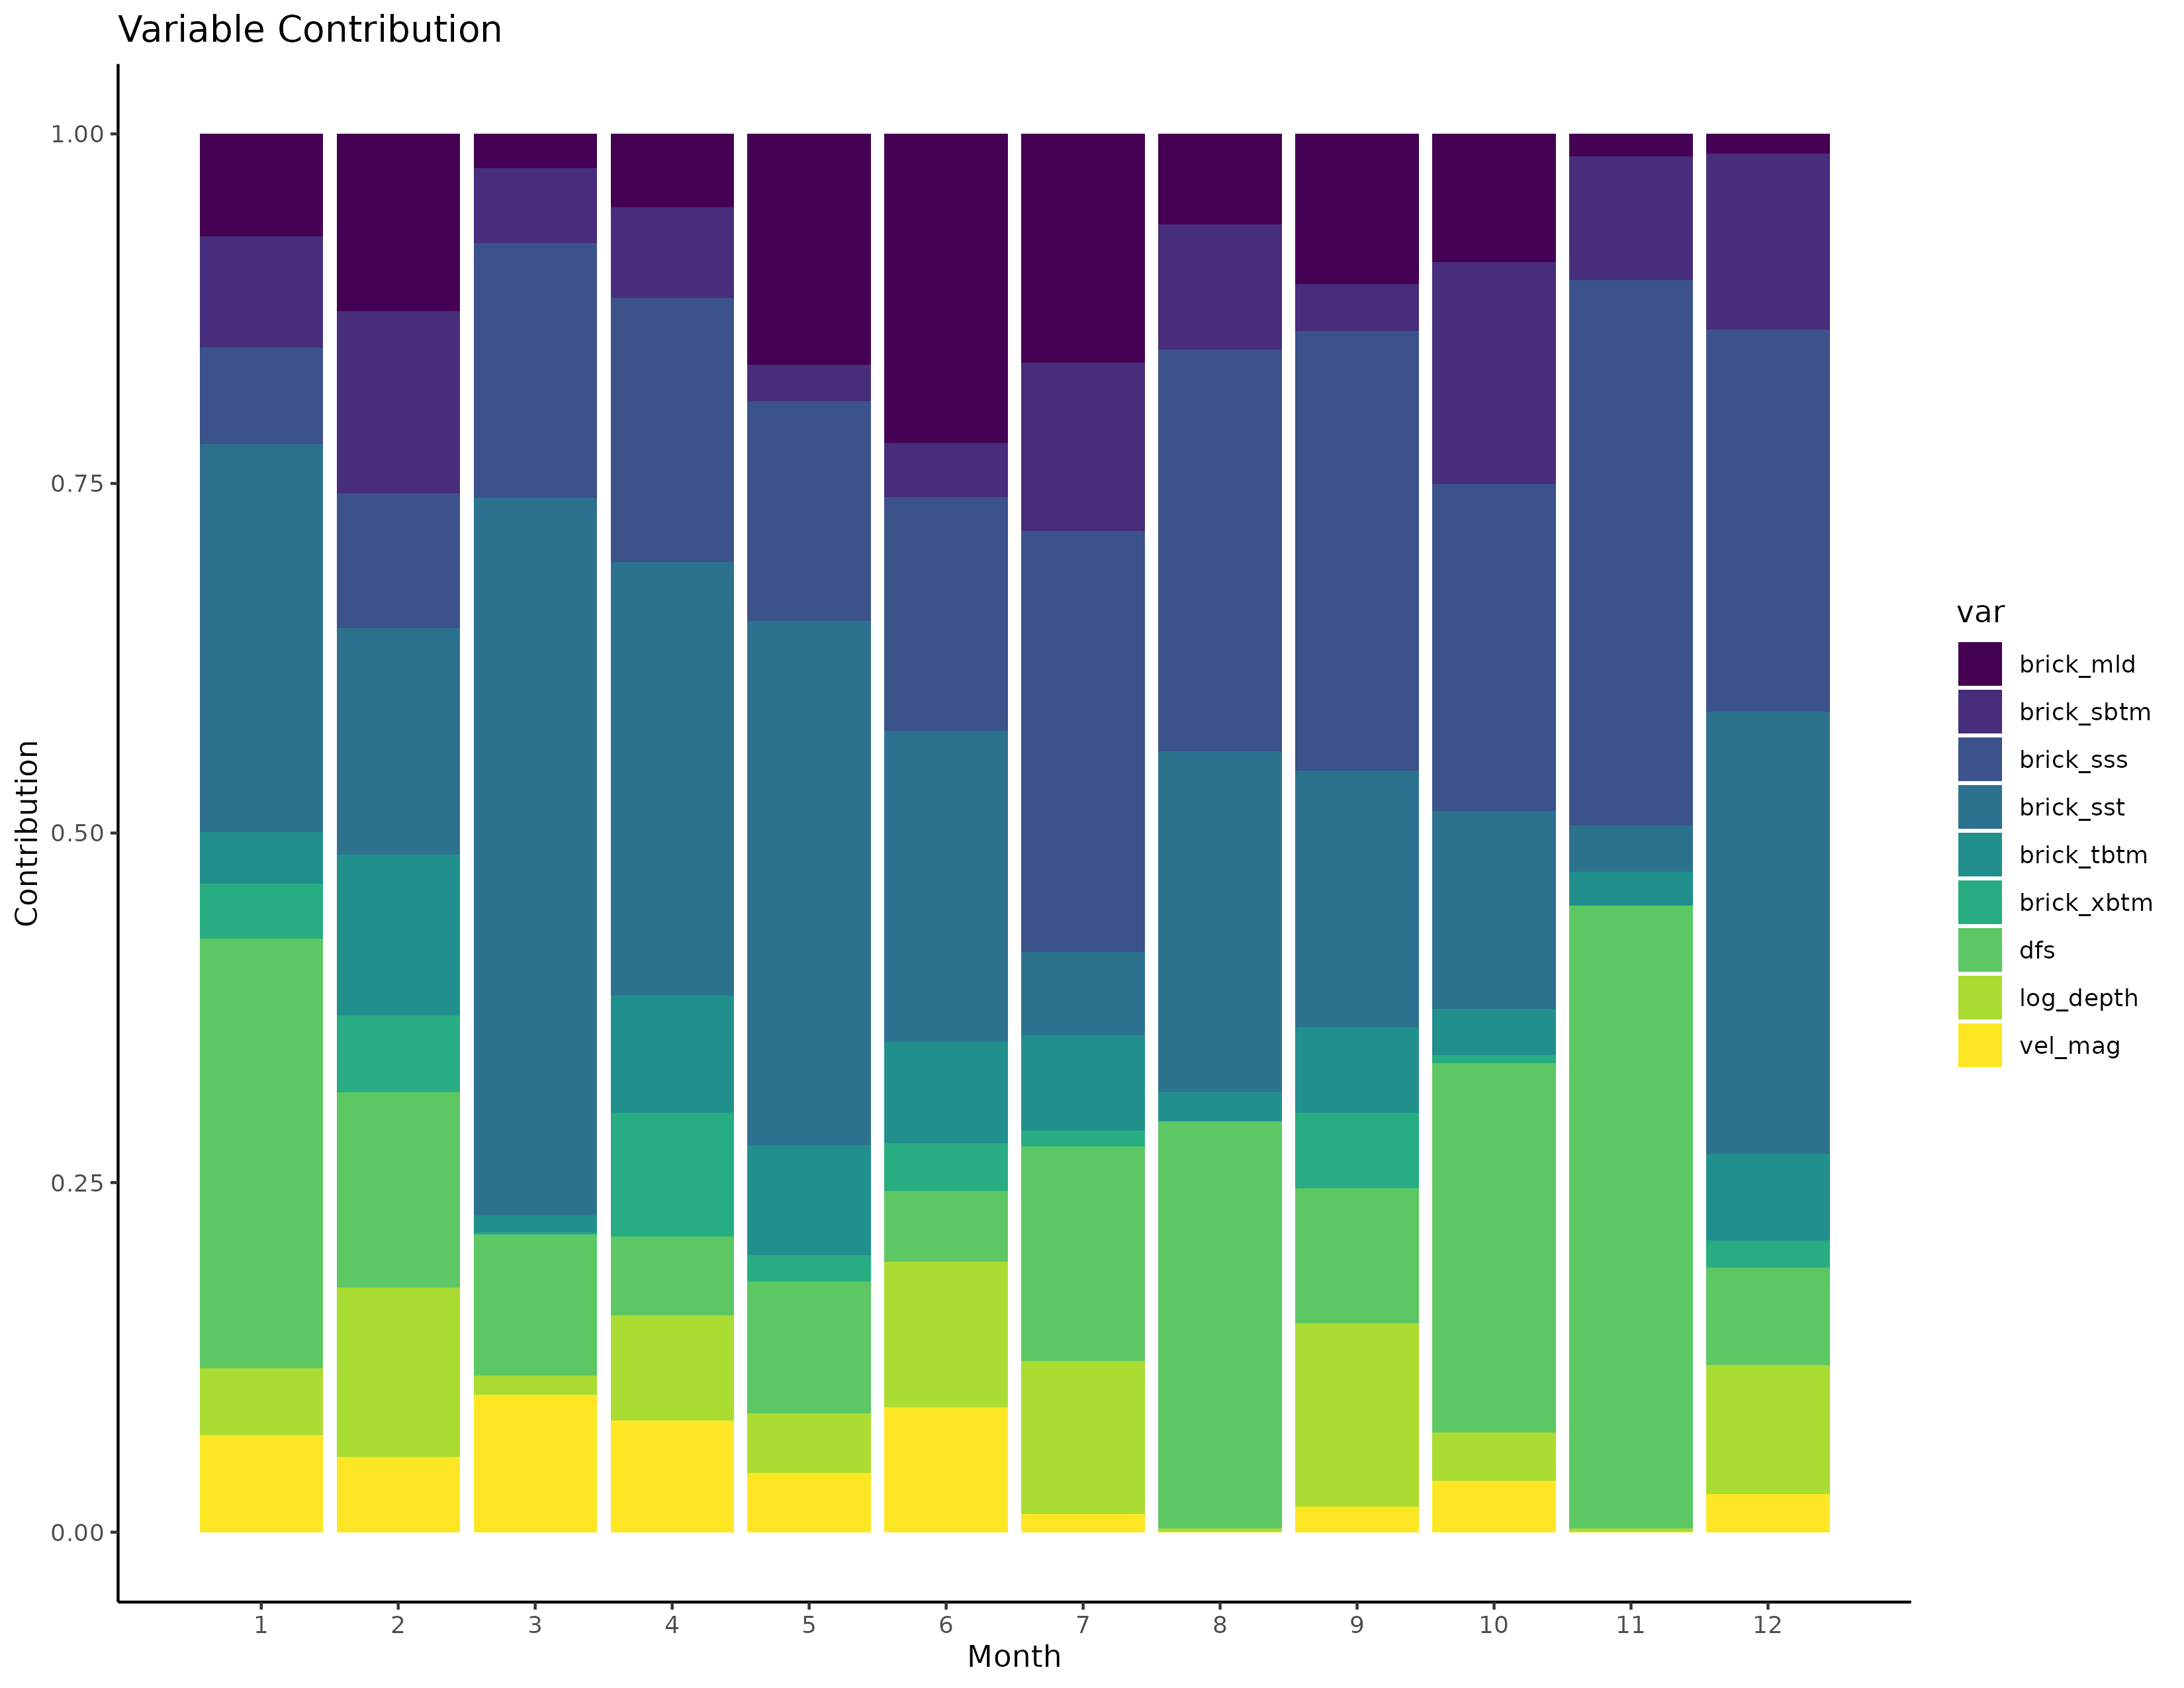 Variable Contribution
1.00
0.75
0.50
0.25
0.00
Contribution
1 2 3 4 5 6 7 8 9 10 11 12
Month
var
brick_mld
brick_sbtm
brick_sss
brick_sst
brick_tbtm
brick_xbtm
dfs
log_depth
vel_mag